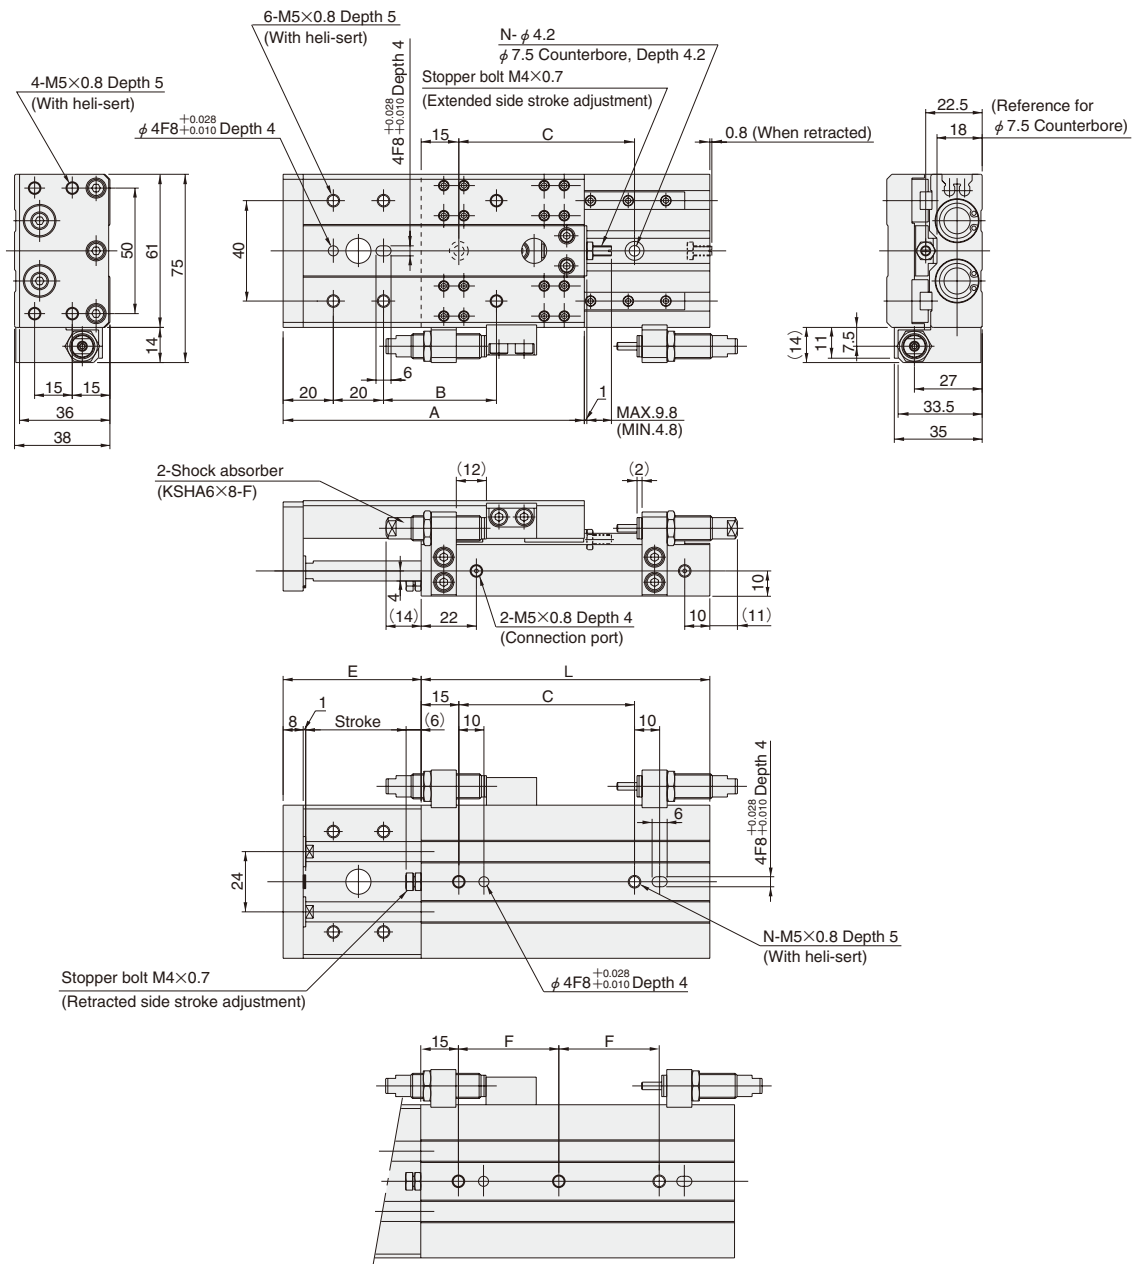 6-M5×0.8 Depth 5
(With heli-sert)
N-φ4.2
φ7.5 Counterbore, Depth 4.2
4-M5×0.8 Depth 5
(With heli-sert)
4F8 +0.028 +0.010 Depth 4
Stopper bolt M4×0.7
(Extended side stroke adjustment)
φ4F8 +0.028 +0.010 Depth 4
15
C
0.8 (When retracted)
22.5
18
(Reference for
φ7.5 Counterbore)
50
61
75
14
40
(14)
11
7.5
15
15
36
38
6
20
20
B
A
1
MAX.9.8
(MIN.4.8)
27
33.5
35
2-Shock absorber
(KSHA6×8-F)
(12)
(2)
4
10
(14)
22
2-M5×0.8 Depth 4
(Connection port)
10
(11)
E
L
1
15
C
8
Stroke
(6)
10
10
6
4F8 +0.028 +0.010 Depth 4
24
N-M5×0.8 Depth 5
(With heli-sert)
Stopper bolt M4×0.7
(Retracted side stroke adjustment)
φ4F8 +0.028 +0.010 Depth 4
15
F
F